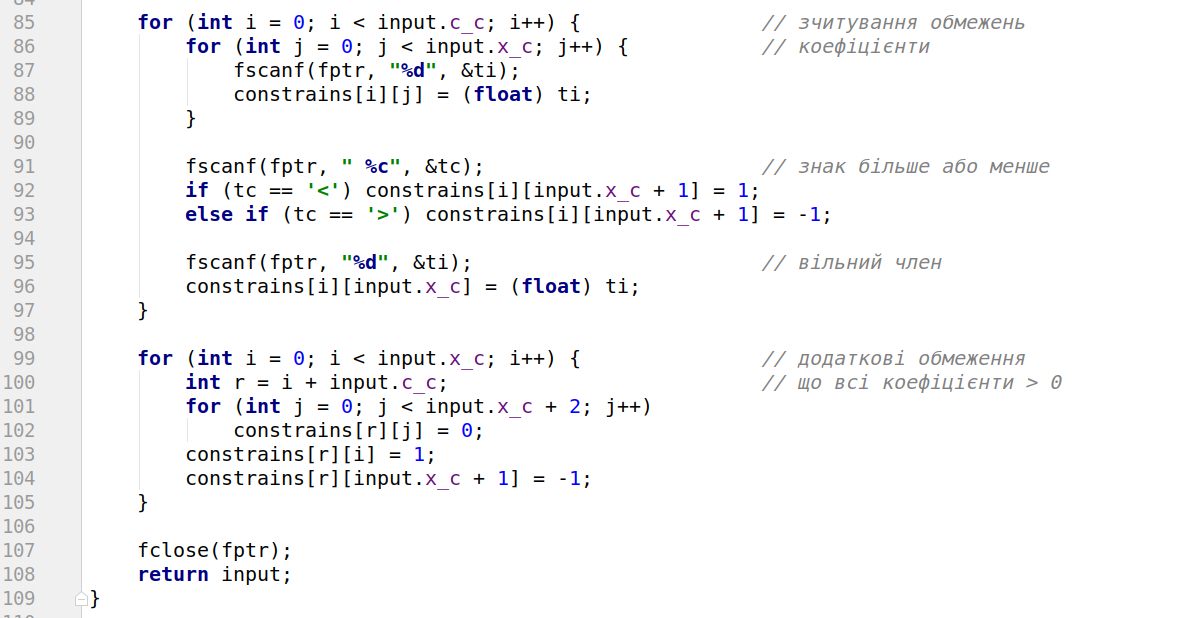 85 for (int i = 0; i < input.c_c; i++) { // зчитування обмежень
86 for (int j = 0; j < input.x_c; j++) { // коефіцієнти
87 fscanf(fptr, "%d", &ti);
88 constrains[i][j] = (float) ti;
89 }
90
91 fscanf(fptr, " %c", &tc); // знак більше або менше
92 if (tc == '<') constrains[i][input.x_c + 1] = 1;
93 else if (tc == '>') constrains[i][input.x_c + 1] = -1;
94
95 fscanf(fptr, "%d", &ti); // вільний член
96 constrains[i][input.x_c] = (float) ti;
97 }
98
99 for (int i = 0; i < input.x_c; i++) { // додаткові обмеження
100 int r = i + input.c_c; // що всі коефіцієнти > 0
101 for (int j = 0; j < input.x_c + 2; j++)
102 constrains[r][j] = 0;
103 constrains[r][i] = 1;
104 constrains[r][input.x_c + 1] = -1;
105 }
106
107 fclose(fptr);
108 return input;
109 }